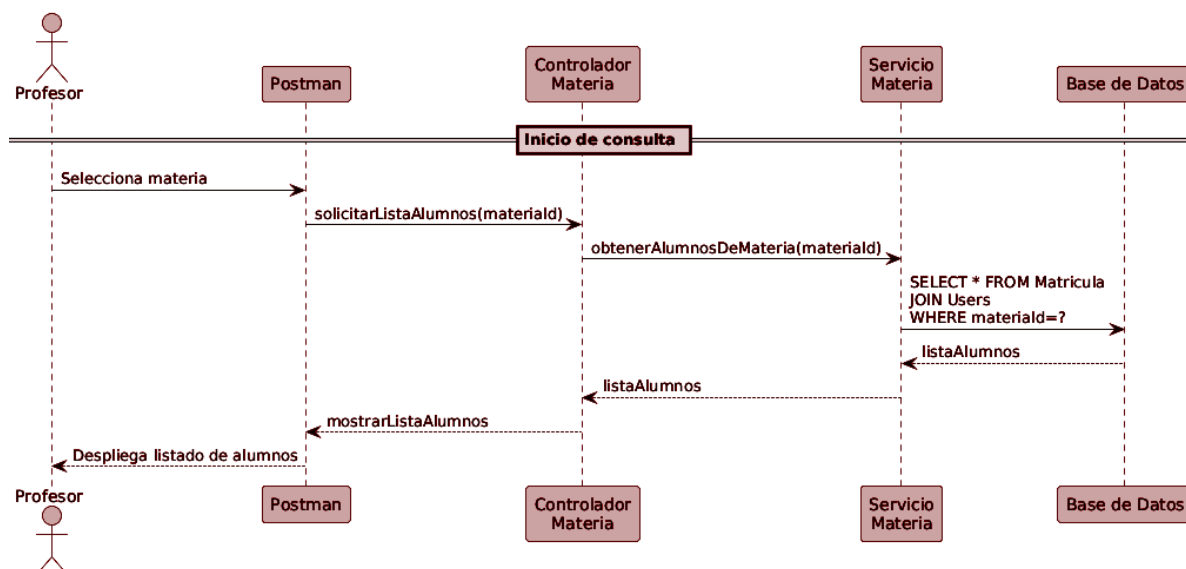 Profesor
Postman
Controlador
Materia
Servicio
Materia
Base de Datos
Inicio de consulta
Selecciona materia
solicitarListaAlumnos(materiaId)
obtenerAlumnosDeMateria(materiaId)
SELECT * FROM Matricula
JOIN Users
WHERE materiaId=?
listaAlumnos
listaAlumnos
mostrarListaAlumnos
Despliega listado de alumnos
Profesor
Postman
Controlador
Materia
Servicio
Materia
Base de Datos